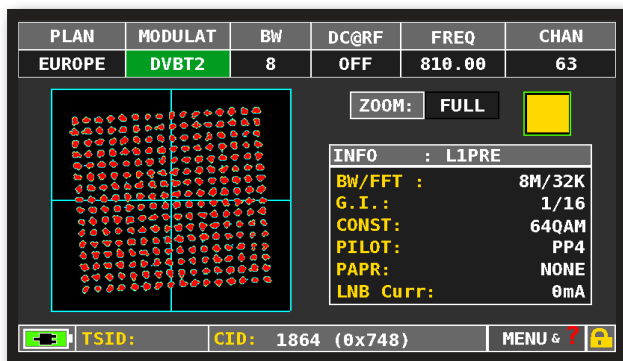 PLAN MODULAT BW DC@RF FREQ CHAN
EUROPE DVBT2 8 OFF 810.00 63
ZOOM: FULL
INFO : L1PRE
BW/FFT : 8M/32K
G.I.: 1/16
CONST: 64QAM
PILOT: PP4
PAPR: NONE
LNB Curr: 0mA
TSID: CID: 1864 (0x748) MENU & ?